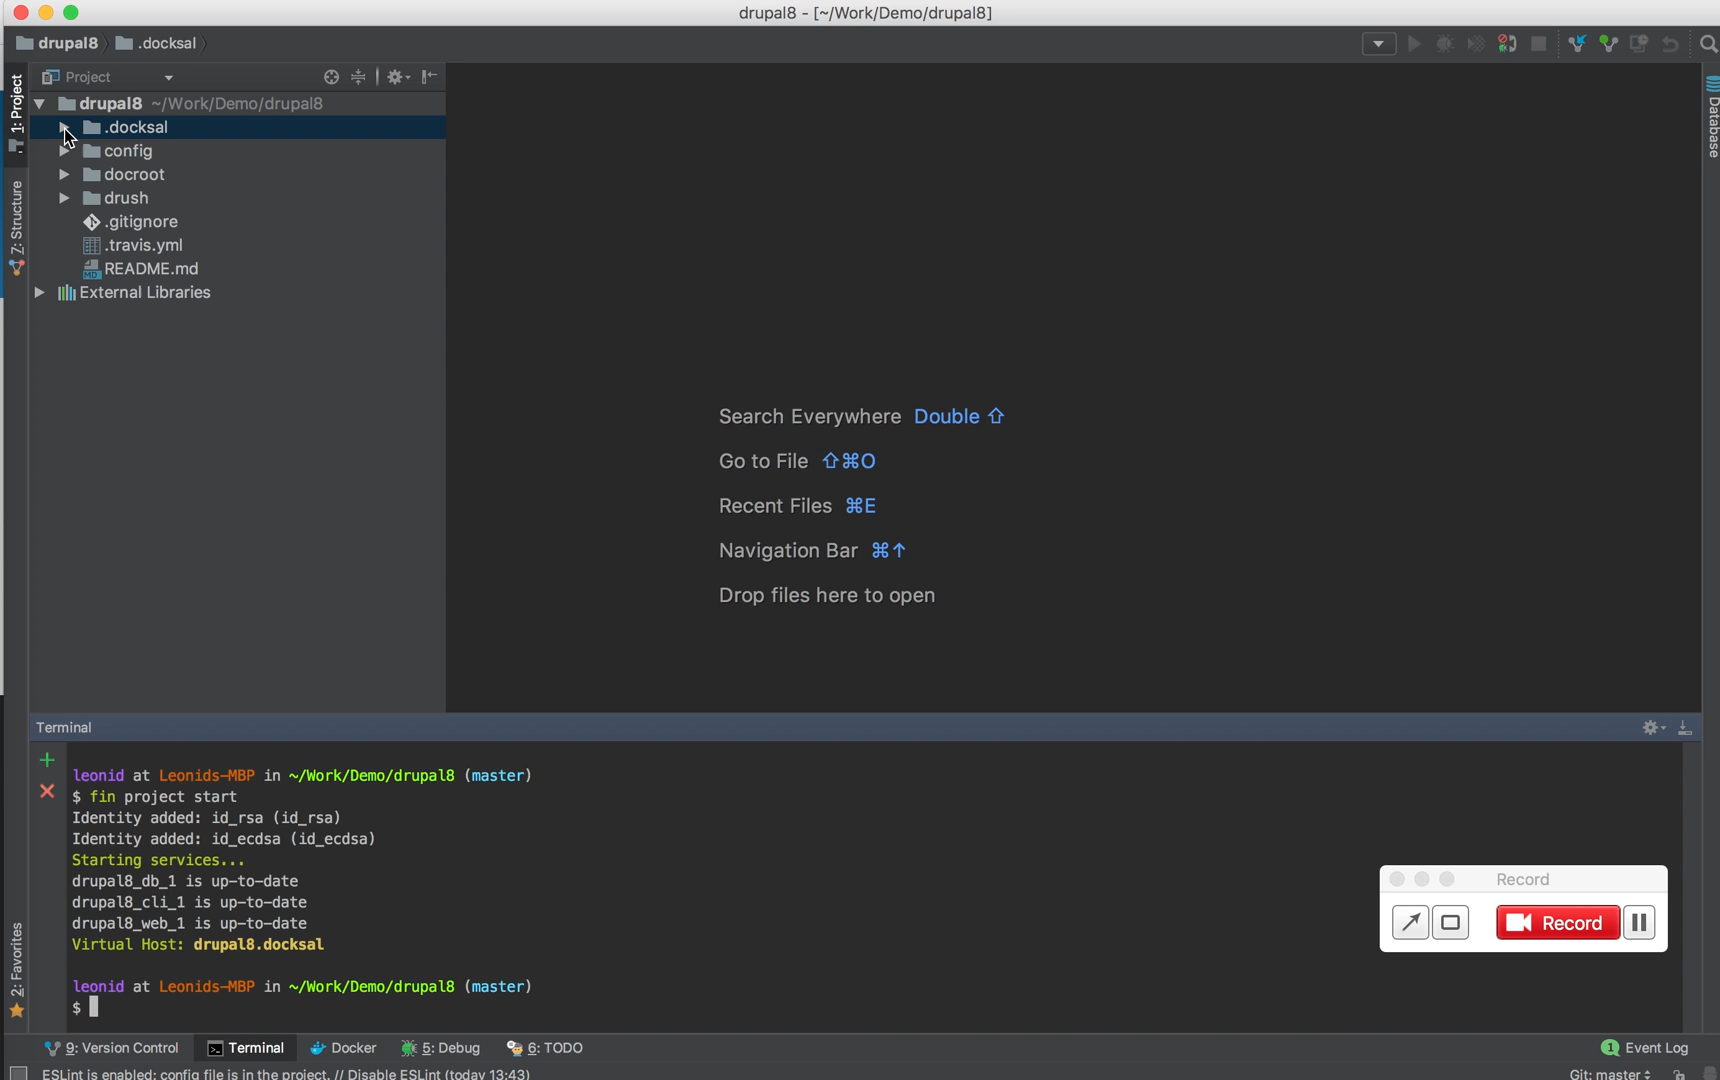 drupal8 - [~/Work/Demo/drupal8]
drupal8 .docksal
1: Project
Project
drupal8 ~/Work/Demo/drupal8
.docksal
config
docroot
drush
.gitignore
.travis.yml
MD README.md
External Libraries
7: Structure
Database
Search Everywhere Double ⇧
Go to File ⇧⌘O
Recent Files ⌘E
Navigation Bar ⌘↑
Drop files here to open
Terminal
leonid at Leonids-MBP in ~/Work/Demo/drupal8 (master)
$ fin project start
Identity added: id_rsa (id_rsa)
Identity added: id_ecdsa (id_ecdsa)
Starting services...
drupal8_db_1 is up-to-date
drupal8_cli_1 is up-to-date
drupal8_web_1 is up-to-date
Virtual Host: drupal8.docksal
leonid at Leonids-MBP in ~/Work/Demo/drupal8 (master)
$
Record
Record
2: Favorites
9: Version Control Terminal Docker 5: Debug 6: TODO 1 Event Log
ESLint is enabled: config file is in the project. // Disable ESLint (today 13:43) Git: master